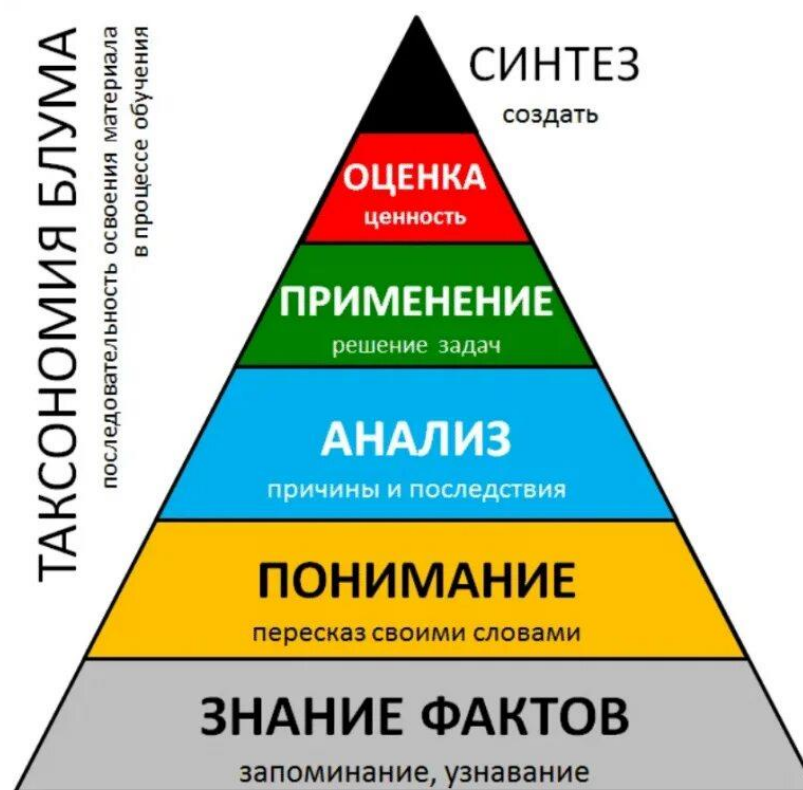 ТАКСОНОМИЯ БЛУМА
последовательность освоения материала
в процессе обучения
СИНТЕЗ
создать
ОЦЕНКА
ценность
ПРИМЕНЕНИЕ
решение задач
АНАЛИЗ
причины и последствия
ПОНИМАНИЕ
пересказ своими словами
ЗНАНИЕ ФАКТОВ
запоминание, узнавание